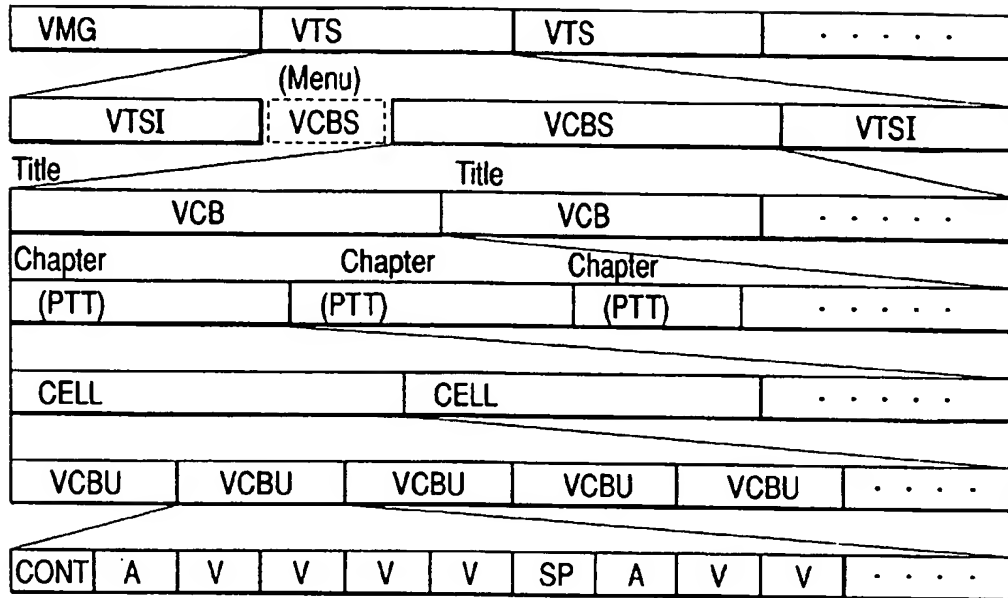 VMG VTS VTS . . . . .
(Menu)
VTSI VCBS VCBS VTSI
Title Title
VCB VCB . . . . .
Chapter Chapter Chapter
(PTT) (PTT) (PTT) . . . . .
CELL CELL . . . . .
VCBU VCBU VCBU VCBU VCBU . . . .
CONT A V V V V SP A V V . . . .